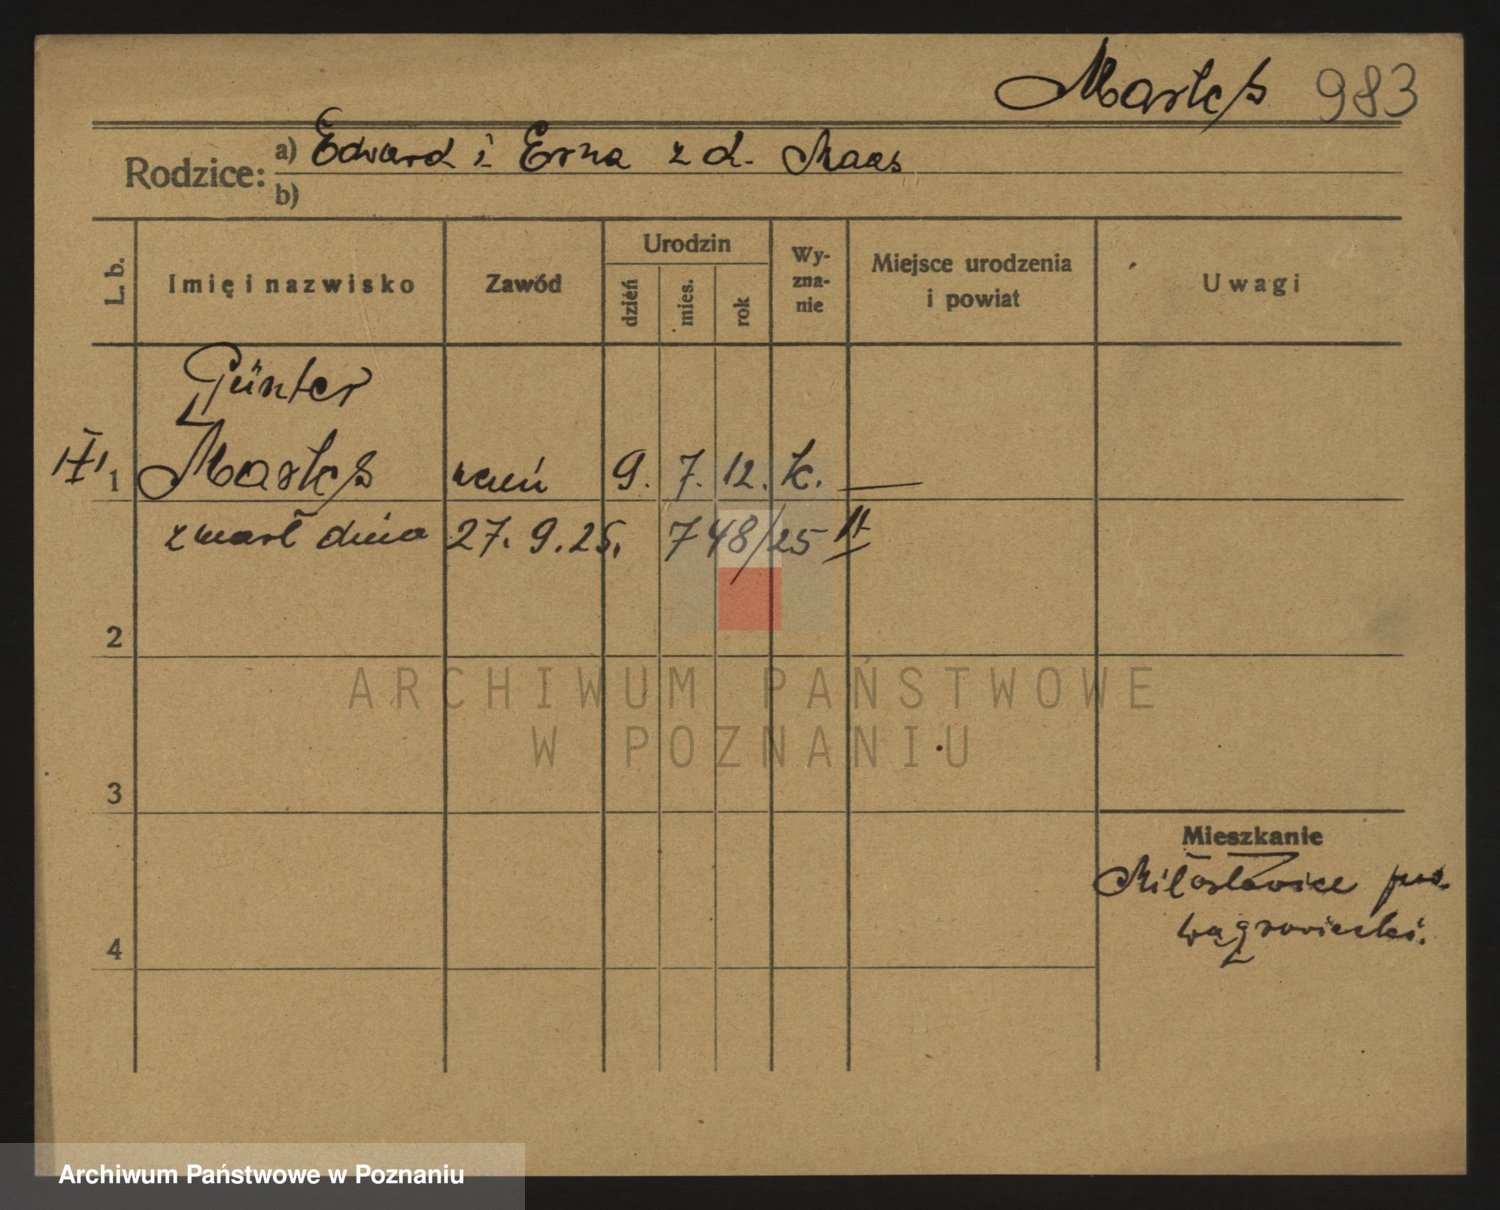 983
Rodzice: a) Edward i Erna z d. Maas
b)
L. b.
Imię i nazwisko
Zawód
Urodzin
dzień
mies.
rok
Wy-
zna-
nie
Miejsce urodzenia
i powiat
Uwagi
Günter
1 uczeń 9. 7. 12. k. —
zmarł dnia 27. 9. 25. 748/25 II
2
3
4
Mieszkanie
Miłosławice pow.
wągrowiecki.
ARCHIWUM PAŃSTWOWE
W POZNANIU
Archiwum Państwowe w Poznaniu